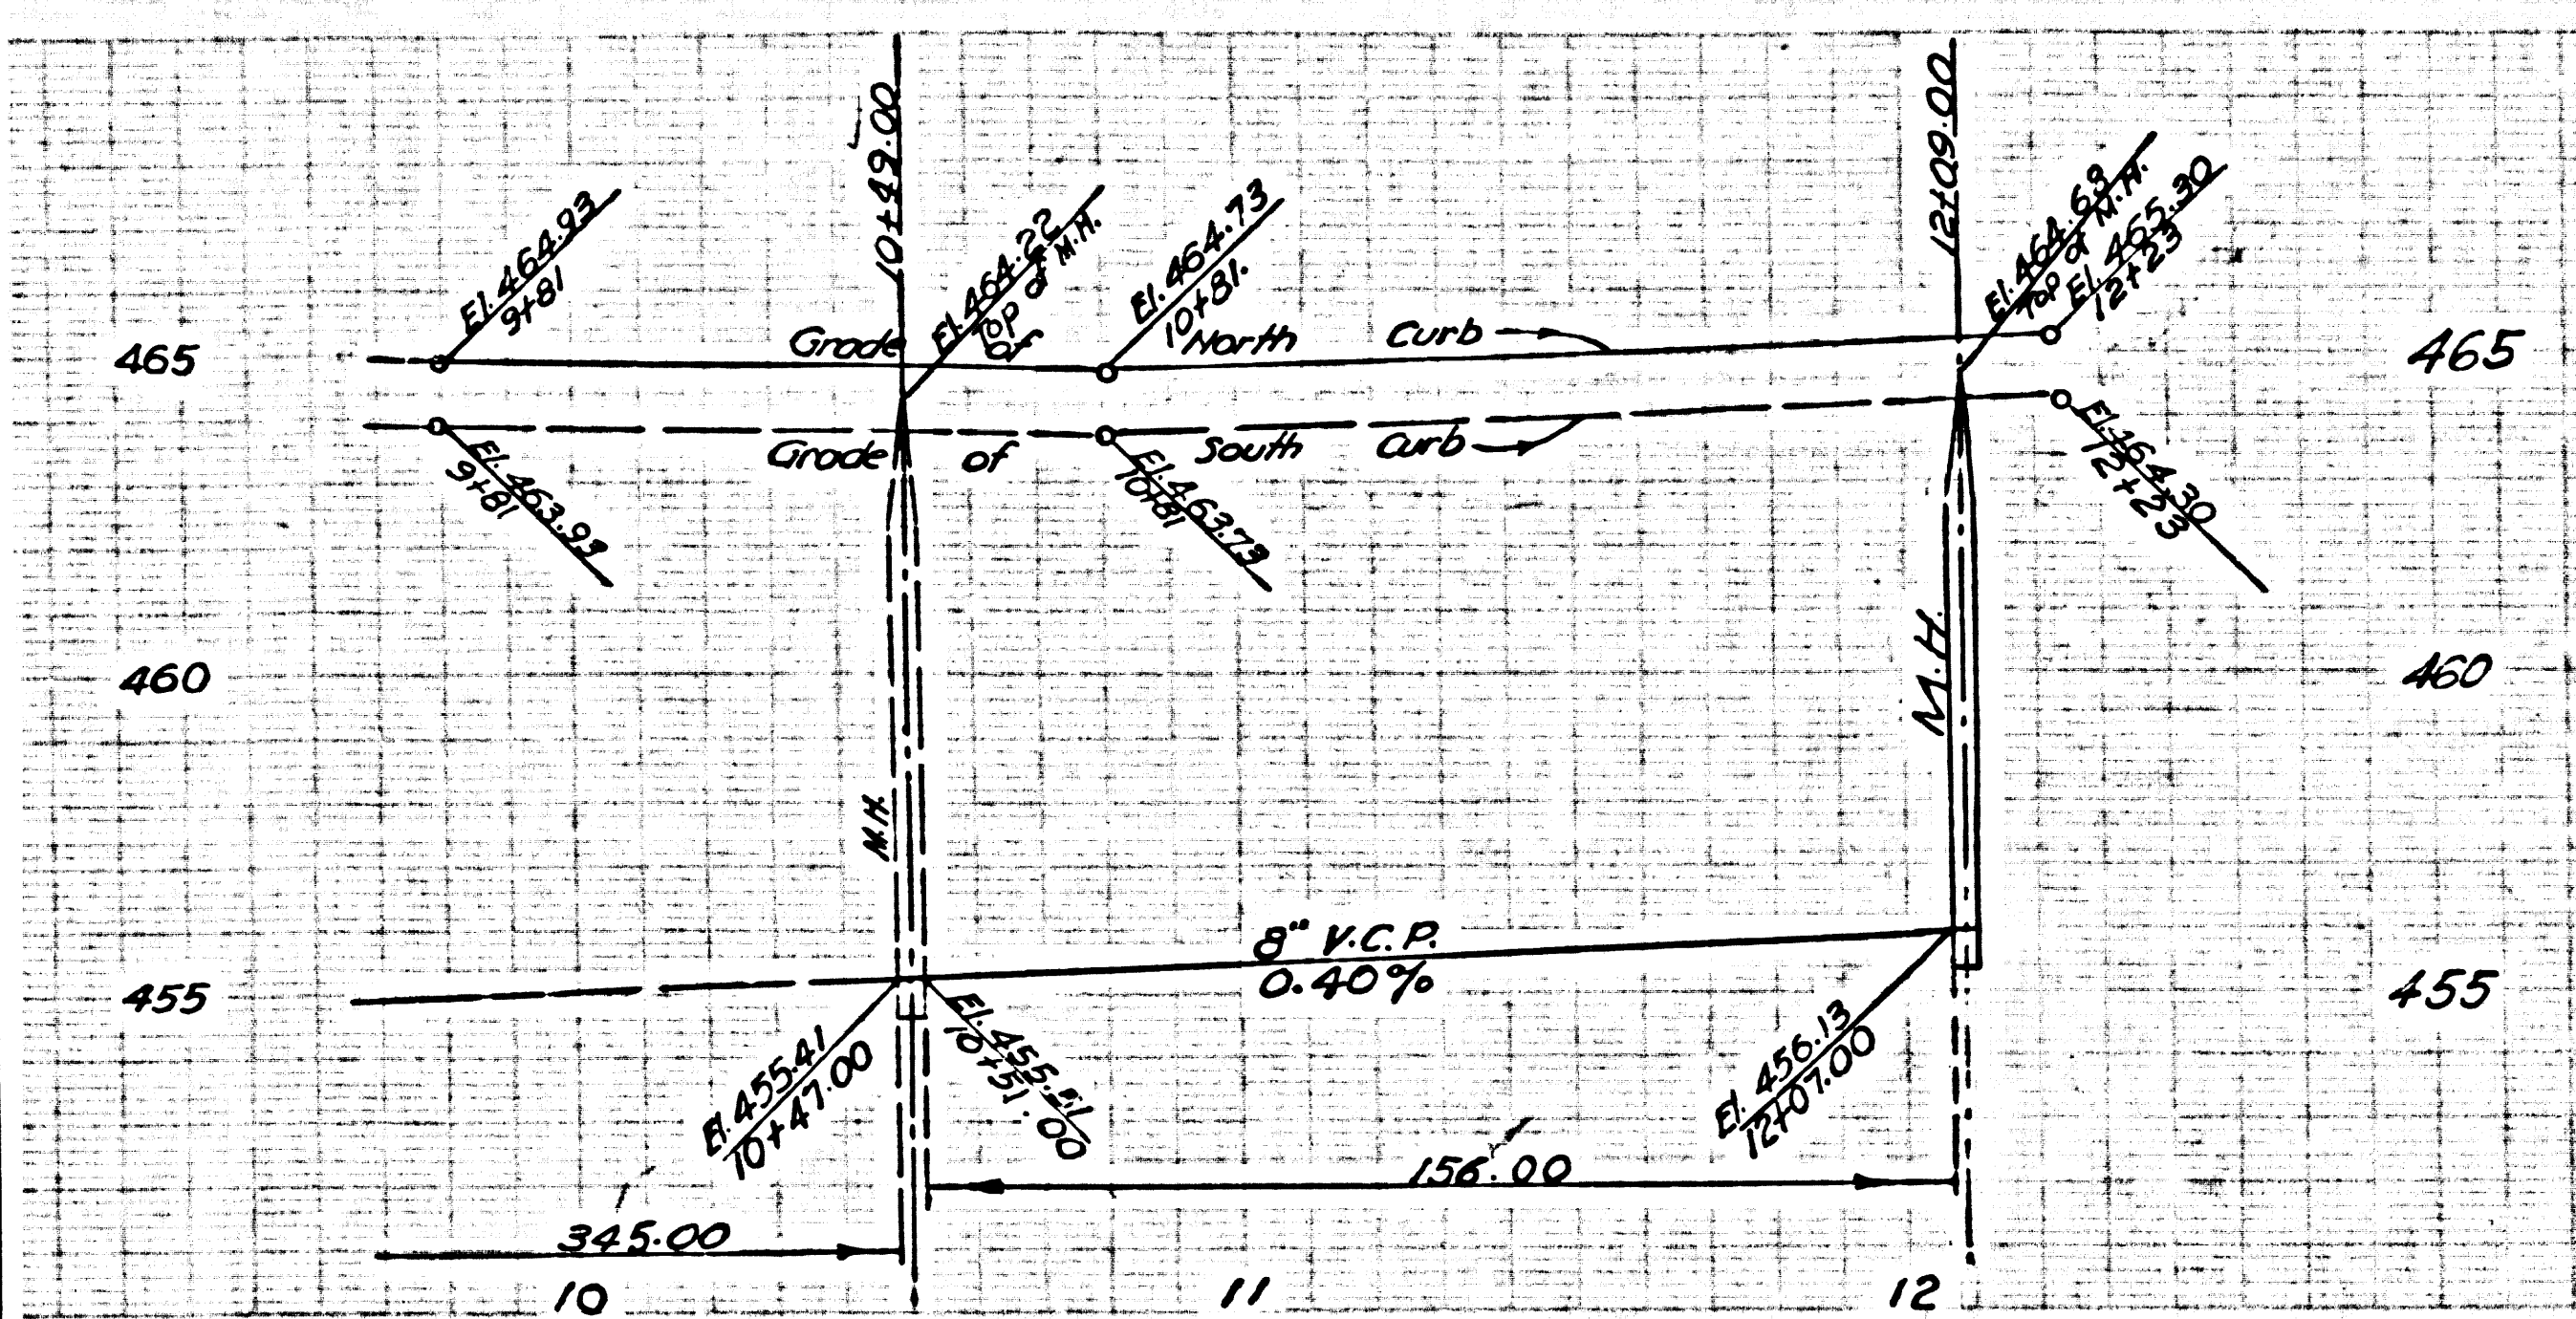 10+49.00
12+09.00
El. 464.93
9+81
El. 464.22
Top of M.H.
El. 464.73
10+81.
El. 464.69
Top of M.H.
El. 465.30
12+23
465
Grade of North Curb
465
Grade of South Curb
El. 463.93
9+81
El. 463.73
10+81
El. 464.30
12+23
460
M.H.
460
M.H.
8" V.C.P.
0.40%
455
455
El. 455.41
10+47.00
El. 455.51
10+51.00
El. 456.13
12+07.00
156.00
345.00
10
11
12